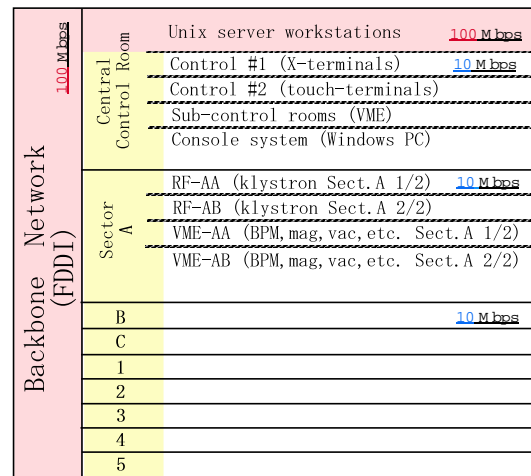 Backbone Network
(FDDI)
100 Mbps
Unix server workstations 100 Mbps
Central
Control Room
Control #1 (X-terminals) 10 Mbps
Control #2 (touch-terminals)
Sub-control rooms (VME)
Console system (Windows PC)
Sector
A
RF-AA (klystron Sect.A 1/2) 10 Mbps
RF-AB (klystron Sect.A 2/2)
VME-AA (BPM,mag,vac,etc. Sect.A 1/2)
VME-AB (BPM,mag,vac,etc. Sect.A 2/2)
B 10 Mbps
C
1
2
3
4
5